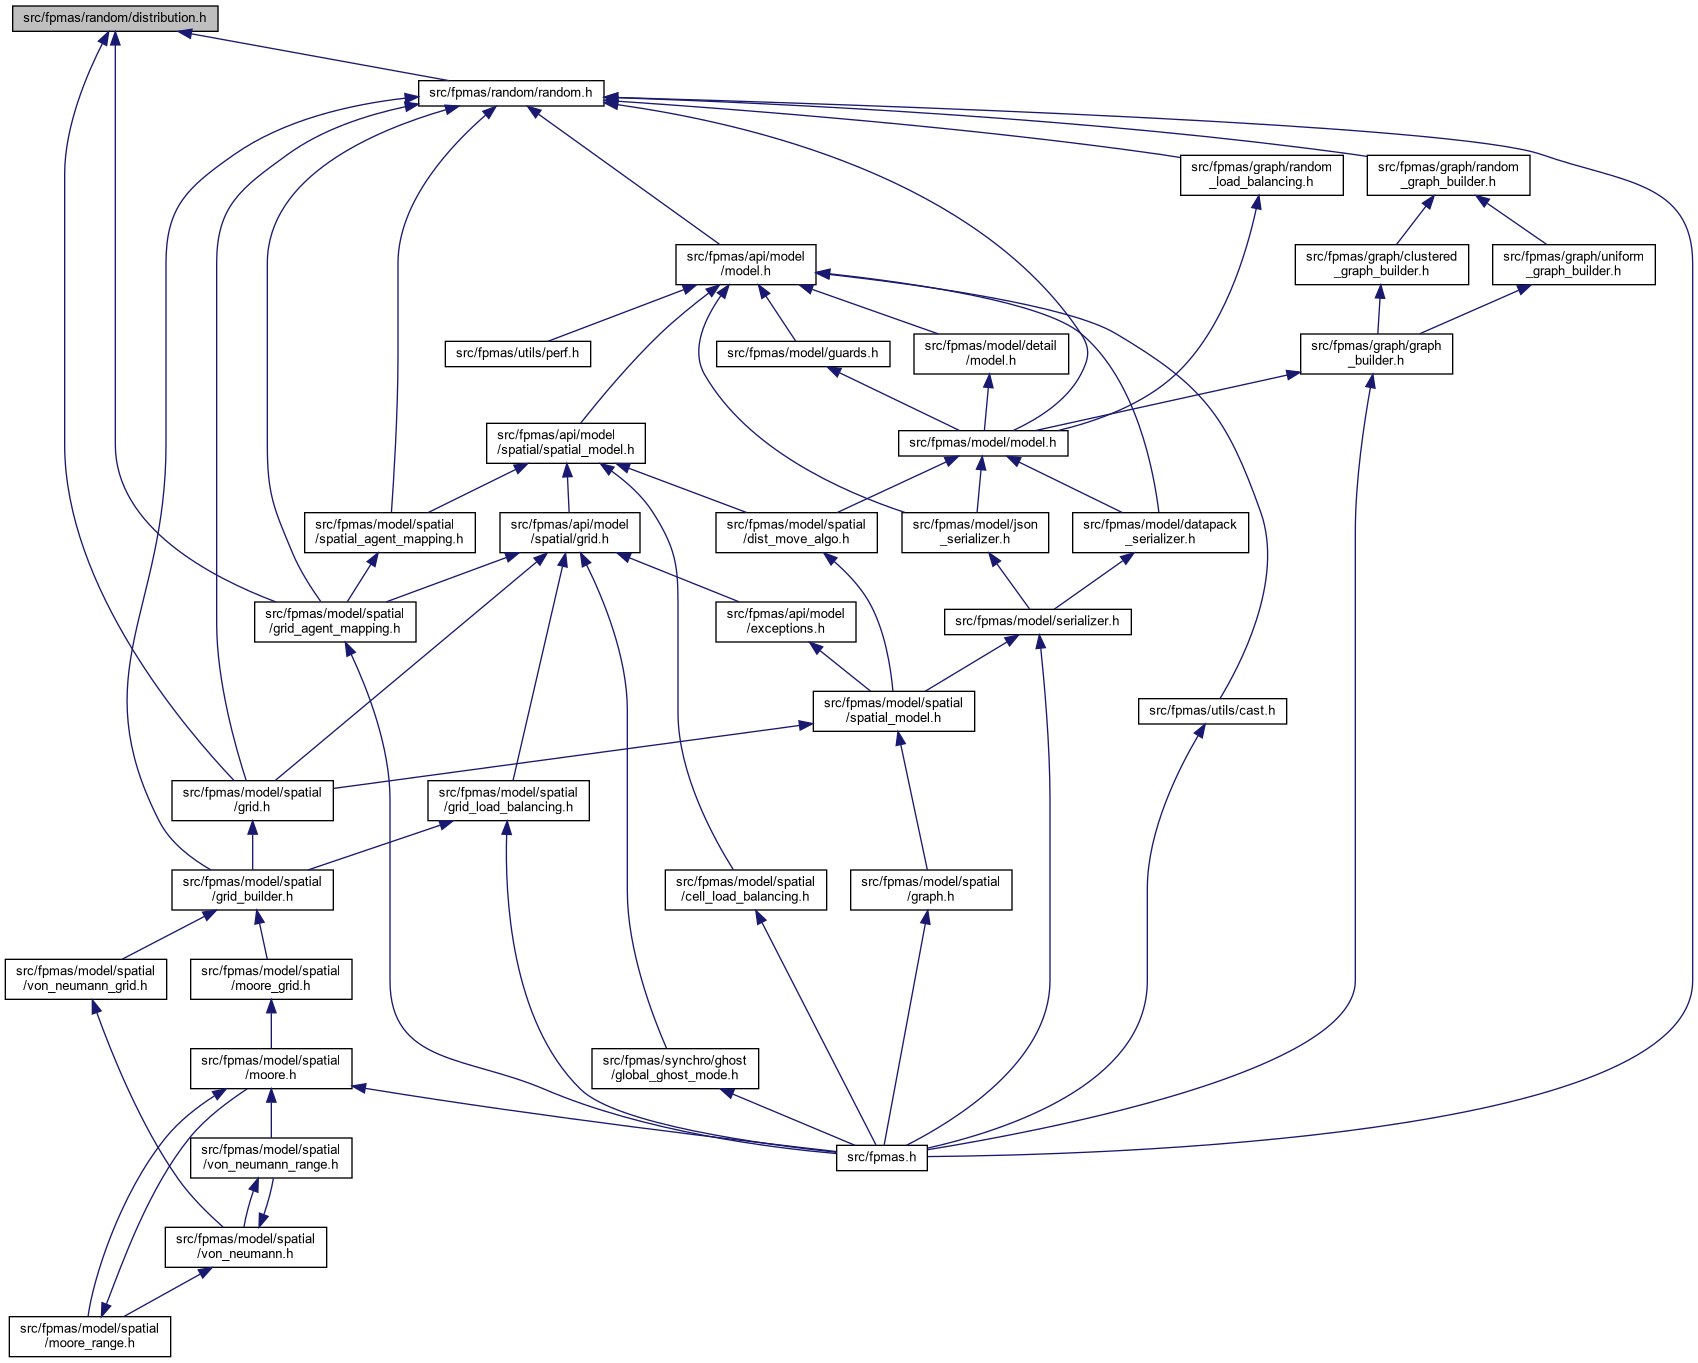 src/fpmas/random/distribution.h
src/fpmas/random/random.h
src/fpmas/graph/random
_load_balancing.h
src/fpmas/graph/random
_graph_builder.h
src/fpmas/api/model
/model.h
src/fpmas/graph/clustered
_graph_builder.h
src/fpmas/graph/uniform
_graph_builder.h
src/fpmas/utils/perf.h
src/fpmas/model/guards.h
src/fpmas/model/detail
/model.h
src/fpmas/graph/graph
_builder.h
src/fpmas/api/model
/spatial/spatial_model.h
src/fpmas/model/model.h
src/fpmas/model/spatial
/spatial_agent_mapping.h
src/fpmas/api/model
/spatial/grid.h
src/fpmas/model/spatial
/dist_move_algo.h
src/fpmas/model/json
_serializer.h
src/fpmas/model/datapack
_serializer.h
src/fpmas/model/spatial
/grid_agent_mapping.h
src/fpmas/api/model
/exceptions.h
src/fpmas/model/serializer.h
src/fpmas/model/spatial
/spatial_model.h
src/fpmas/utils/cast.h
src/fpmas/model/spatial
/grid.h
src/fpmas/model/spatial
/grid_load_balancing.h
src/fpmas/model/spatial
/grid_builder.h
src/fpmas/model/spatial
/cell_load_balancing.h
src/fpmas/model/spatial
/graph.h
src/fpmas/model/spatial
/von_neumann_grid.h
src/fpmas/model/spatial
/moore_grid.h
src/fpmas/model/spatial
/moore.h
src/fpmas/synchro/ghost
/global_ghost_mode.h
src/fpmas/model/spatial
/von_neumann_range.h
src/fpmas.h
src/fpmas/model/spatial
/von_neumann.h
src/fpmas/model/spatial
/moore_range.h